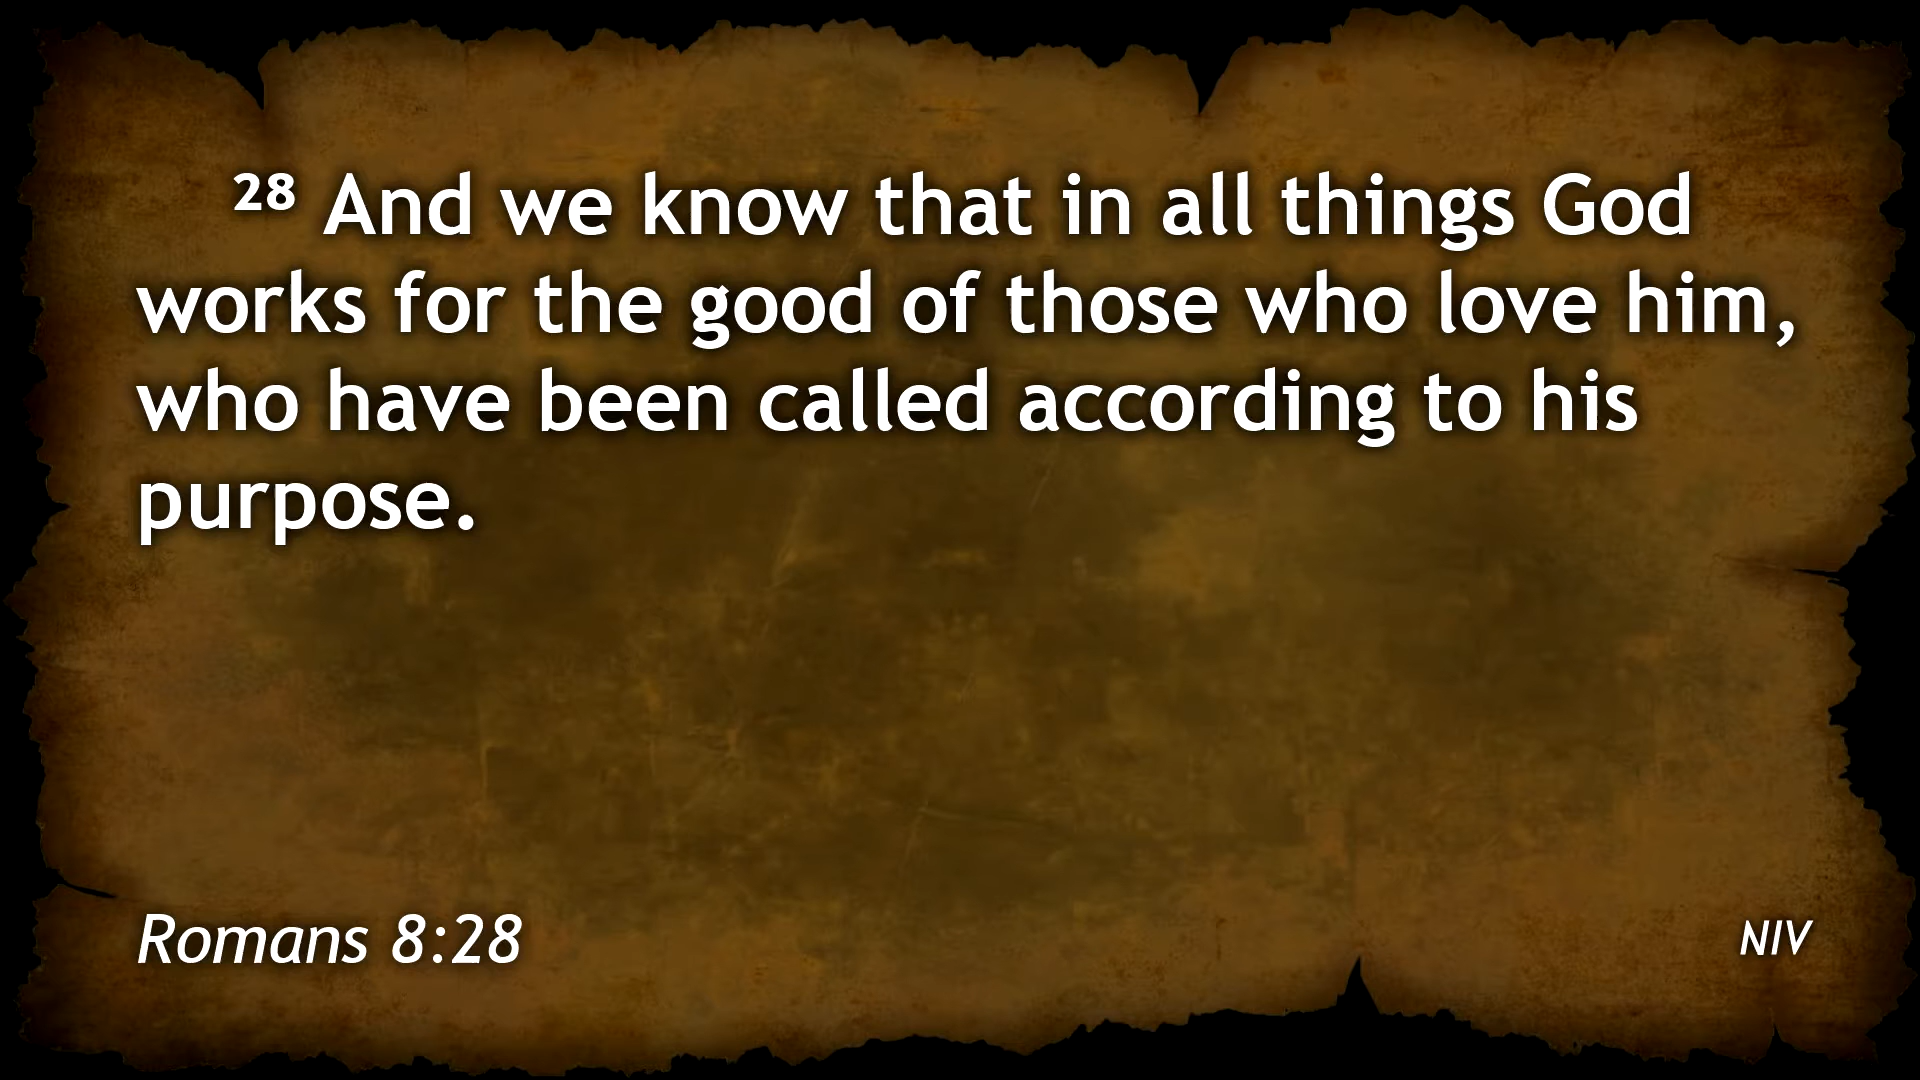 ²⁸ And we know that in all things God
works for the good of those who love him,
who have been called according to his
purpose.
Romans 8:28
NIV